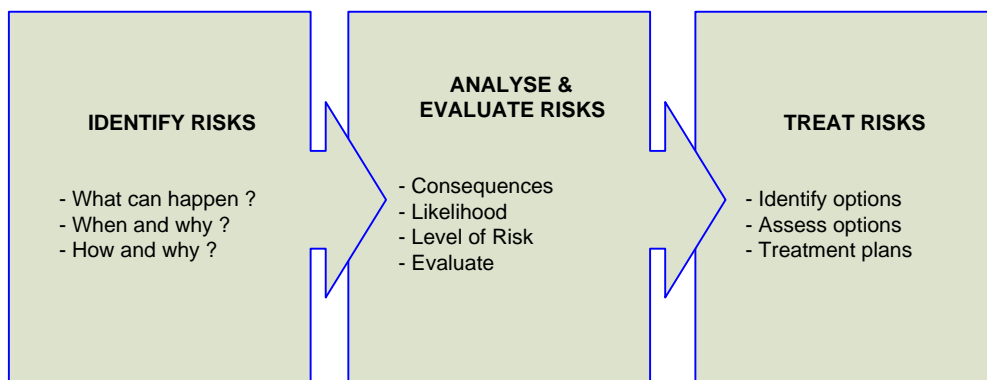 IDENTIFY RISKS
- What can happen ?
- When and why ?
- How and why ?
ANALYSE &
EVALUATE RISKS
- Consequences
- Likelihood
- Level of Risk
- Evaluate
TREAT RISKS
- Identify options
- Assess options
- Treatment plans